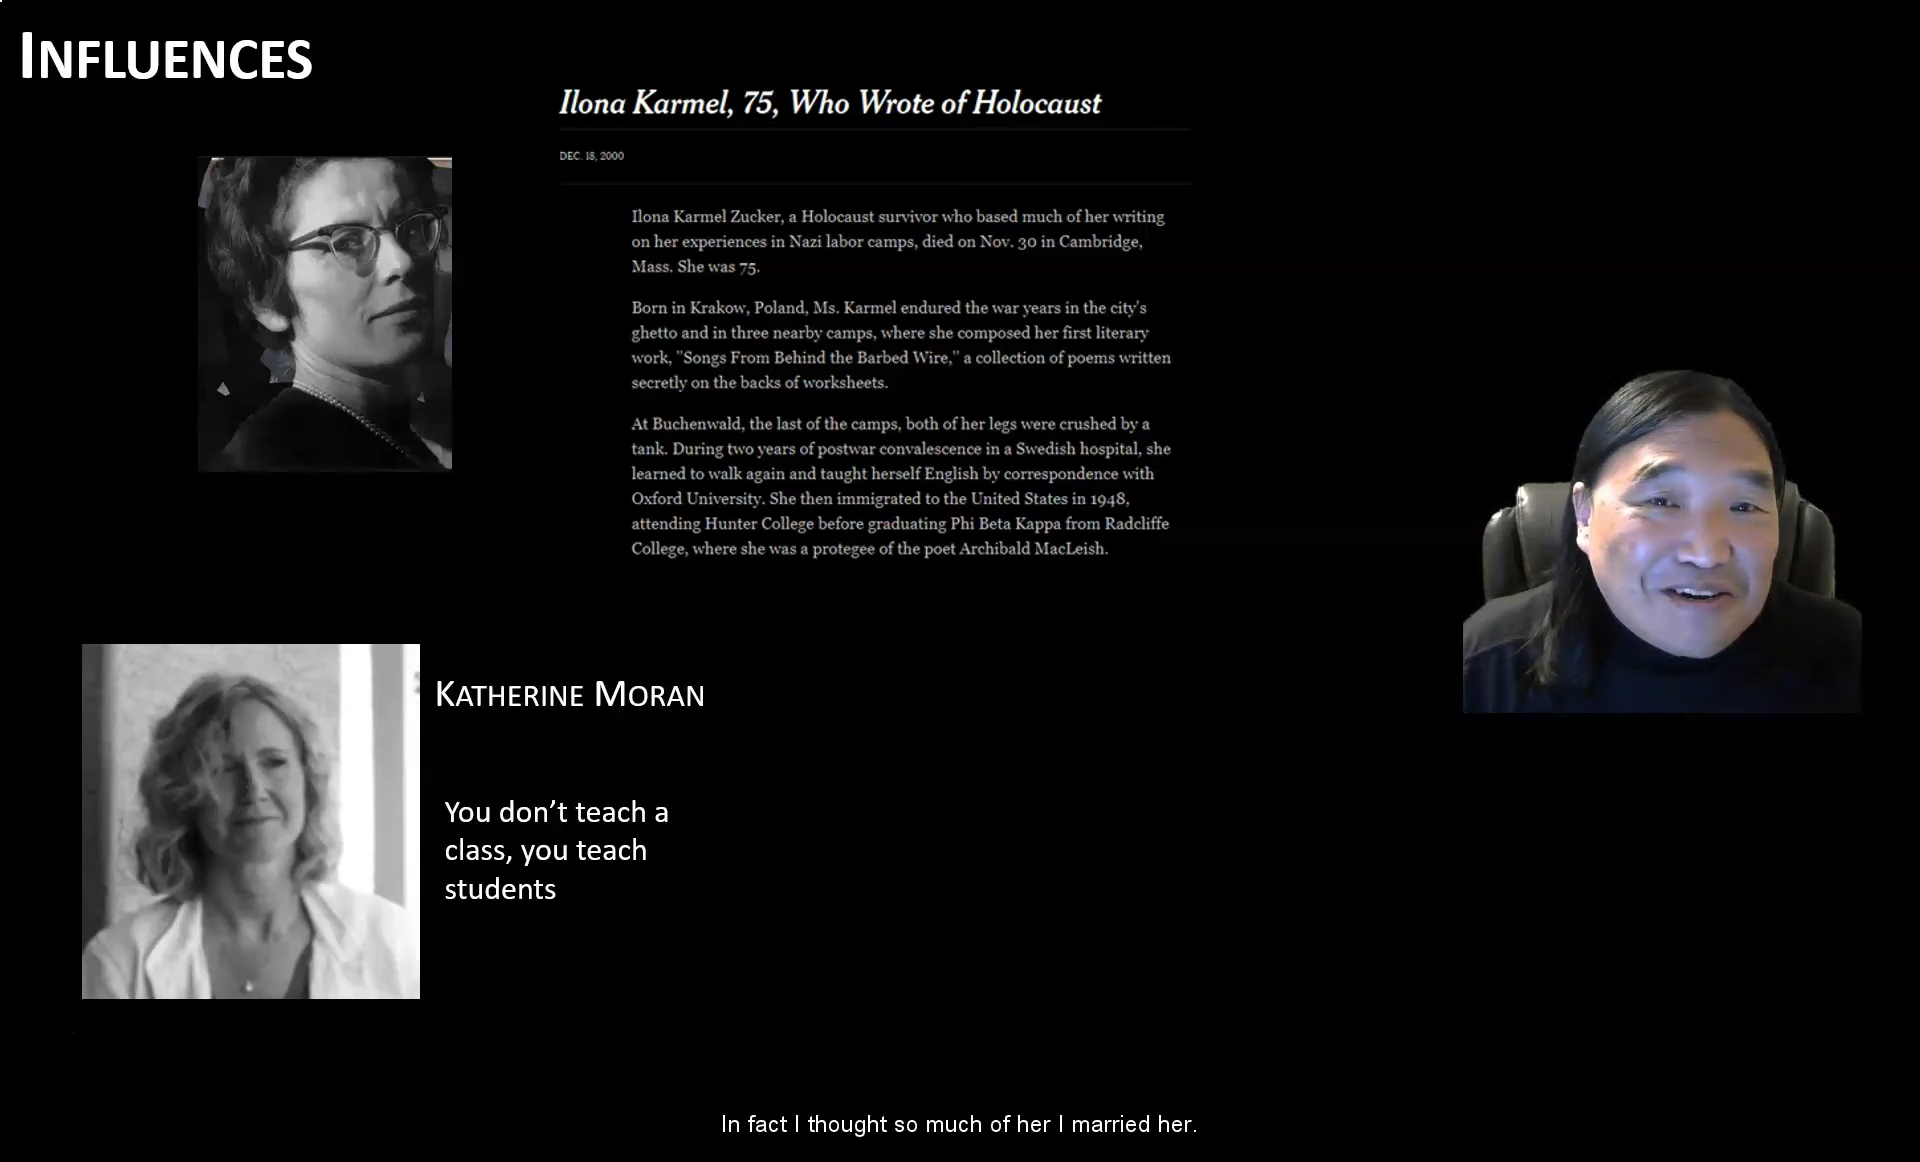 INFLUENCES
Ilona Karmel, 75, Who Wrote of Holocaust
DEC. 18, 2000
Ilona Karmel Zucker, a Holocaust survivor who based much of her writing
on her experiences in Nazi labor camps, died on Nov. 30 in Cambridge,
Mass. She was 75.
Born in Krakow, Poland, Ms. Karmel endured the war years in the city's
ghetto and in three nearby camps, where she composed her first literary
work, "Songs From Behind the Barbed Wire," a collection of poems written
secretly on the backs of worksheets.
At Buchenwald, the last of the camps, both of her legs were crushed by a
tank. During two years of postwar convalescence in a Swedish hospital, she
learned to walk again and taught herself English by correspondence with
Oxford University. She then immigrated to the United States in 1948,
attending Hunter College before graduating Phi Beta Kappa from Radcliffe
College, where she was a protegee of the poet Archibald MacLeish.
KATHERINE MORAN
You don't teach a
class, you teach
students
In fact I thought so much of her I married her.